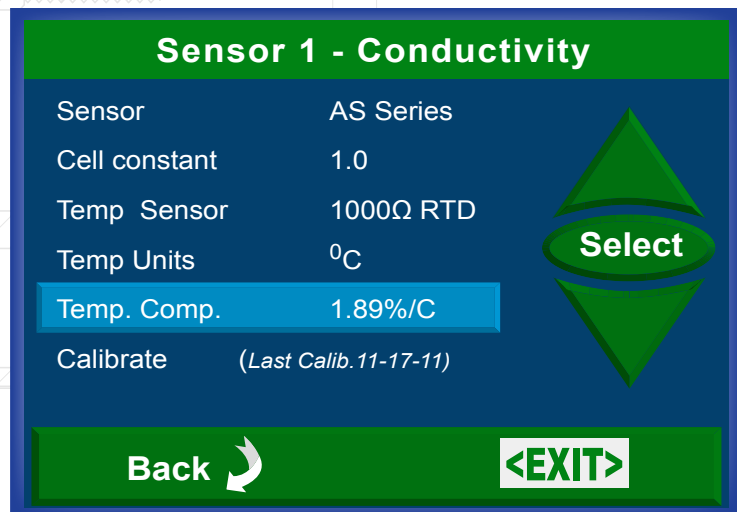 Sensor 1 - Conductivity
Sensor AS Series
Cell constant 1.0
Temp Sensor 1000Ω RTD
Temp Units ⁰C
Select
Temp. Comp. 1.89%/C
Calibrate (Last Calib.11-17-11)
Back <EXIT>